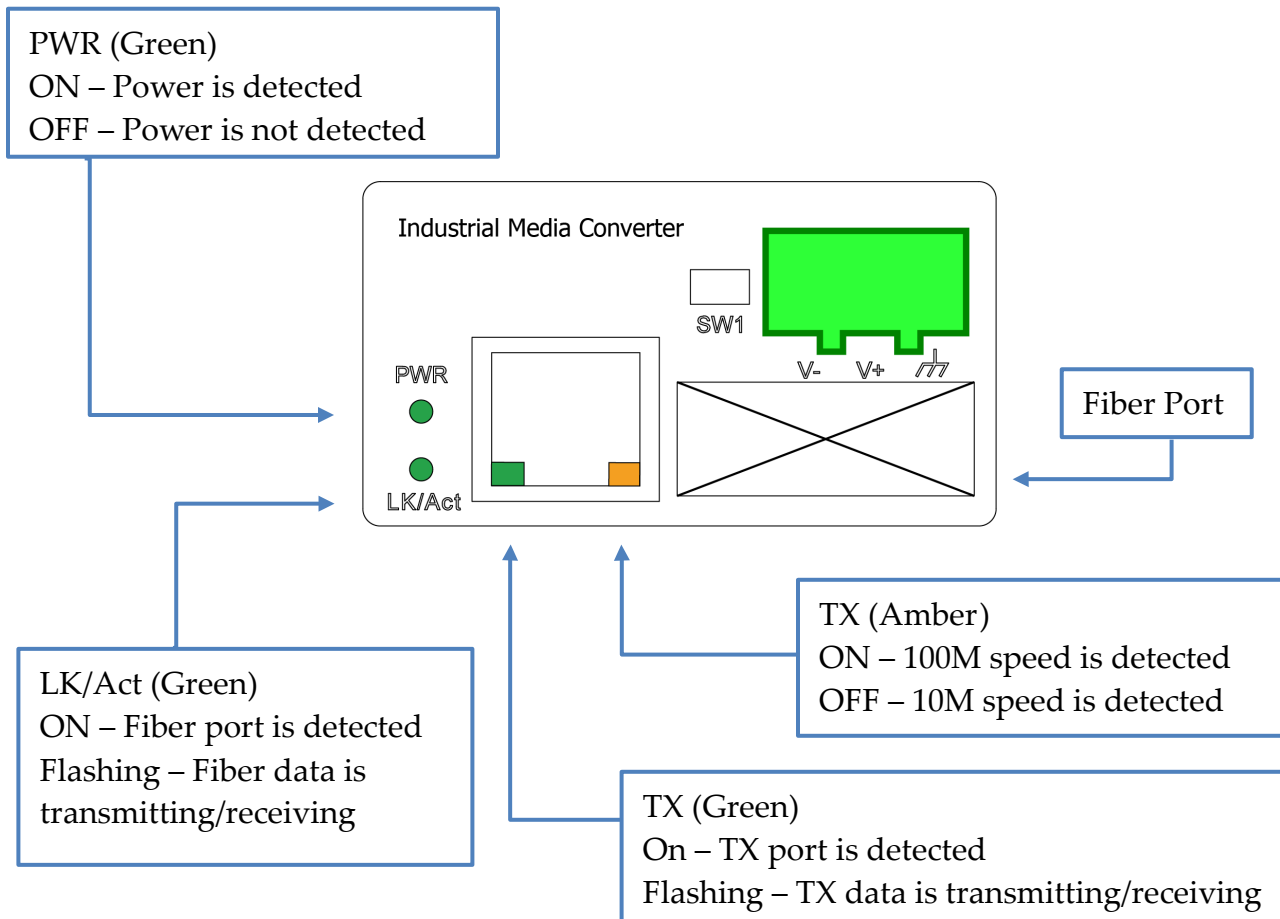 PWR (Green)
ON – Power is detected
OFF – Power is not detected
Industrial Media Converter
SW1
V- V+
PWR
LK/Act
Fiber Port
TX (Amber)
ON – 100M speed is detected
OFF – 10M speed is detected
LK/Act (Green)
ON – Fiber port is detected
Flashing – Fiber data is
transmitting/receiving
TX (Green)
On – TX port is detected
Flashing – TX data is transmitting/receiving